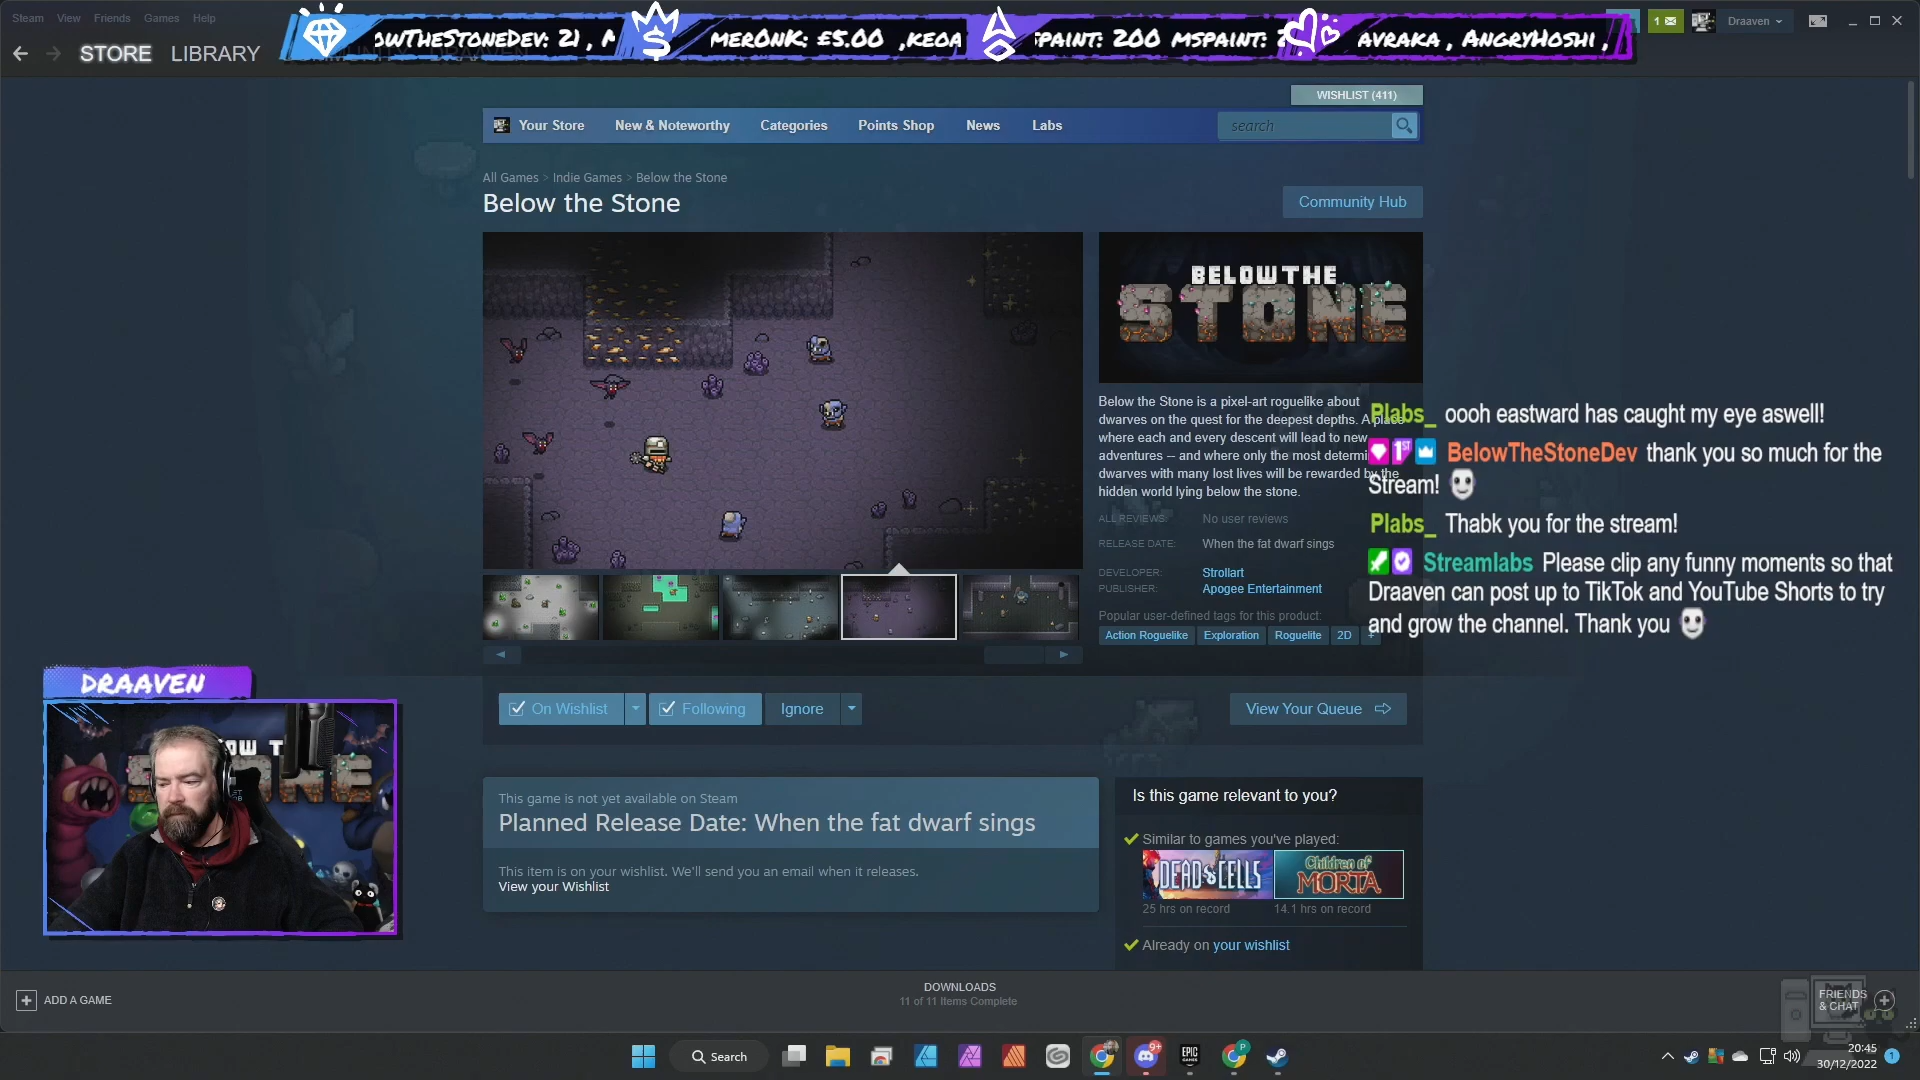 Steam View Friends Games Help
STORE LIBRARY
OWTHESTONEDEV: 21 ,
MERONK: £5.00 ,KEOA
SPAINT: 200 MSPAINT:
AVRAKA , ANGRYHOSHI ,
1
Draaven
WISHLIST (411)
Your Store New & Noteworthy Categories Points Shop News Labs
search
All Games > Indie Games > Below the Stone
Below the Stone
Community Hub
BELOW THE
STONE
Below the Stone is a pixel-art roguelike about
dwarves on the quest for the deepest depths. A place
where each and every descent will lead to new
adventures – and where only the most determi
dwarves with many lost lives will be rewarded by the
hidden world lying below the stone.
ALL REVIEWS: No user reviews
RELEASE DATE: When the fat dwarf sings
DEVELOPER: Strollart
PUBLISHER: Apogee Entertainment
Popular user-defined tags for this product:
Action Roguelike Exploration Roguelite 2D +
Plabs_ oooh eastward has caught my eye aswell!
1ST BelowTheStoneDev thank you so much for the
Stream!
Plabs_ Thabk you for the stream!
Streamlabs Please clip any funny moments so that
Draaven can post up to TikTok and YouTube Shorts to try
and grow the channel. Thank you
On Wishlist Following Ignore
View Your Queue
DRAAVEN
This game is not yet available on Steam
Planned Release Date: When the fat dwarf sings
This item is on your wishlist. We'll send you an email when it releases.
View your Wishlist
Is this game relevant to you?
Similar to games you've played:
DEAD CELLS
Children of
MORTA
25 hrs on record 14.1 hrs on record
Already on your wishlist
ADD A GAME
DOWNLOADS
11 of 11 Items Complete
FRIENDS
& CHAT
Search
9+
EPIC
GAMES
P
20:45
30/12/2022
1